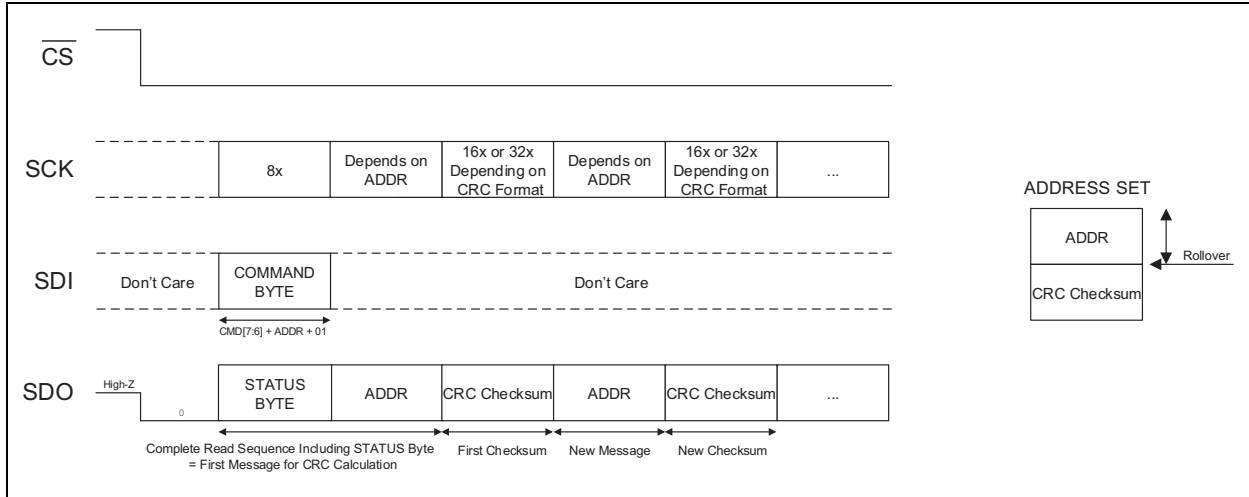 CS
SCK
8x
Depends on
ADDR
16x or 32x
Depending on
CRC Format
Depends on
ADDR
16x or 32x
Depending on
CRC Format
...
SDI
Don't Care
COMMAND
BYTE
Don't Care
CMD[7:6] + ADDR + 01
SDO
High-Z
0
STATUS
BYTE
ADDR
CRC Checksum
ADDR
CRC Checksum
...
Complete Read Sequence Including STATUS Byte
= First Message for CRC Calculation
First Checksum
New Message
New Checksum
ADDRESS SET
ADDR
Rollover
CRC Checksum